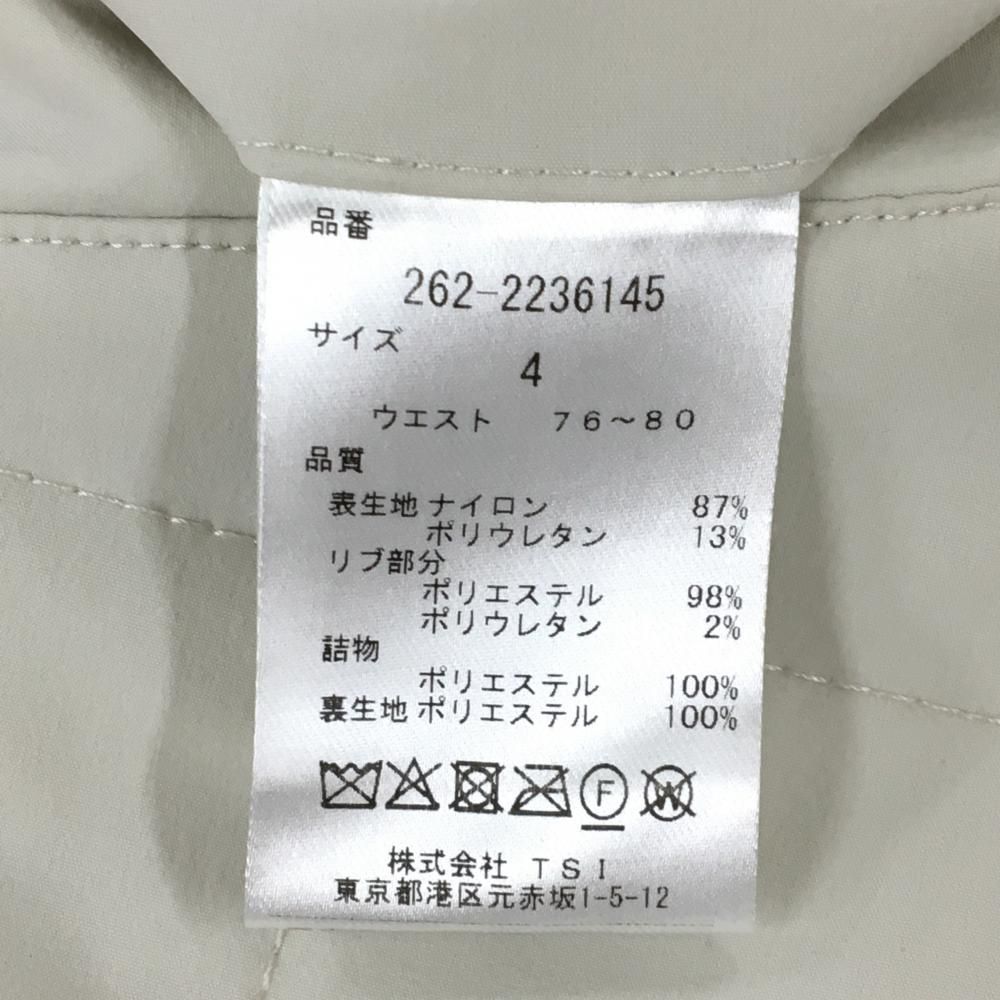 品番
262-2236145
サイズ
4
ウエスト 76～80
品質
表生地 ナイロン 87%
ポリウレタン 13%
リブ部分
ポリエステル 98%
ポリウレタン 2%
詰物
ポリエステル 100%
裏生地 ポリエステル 100%
F W
株式会社 TSI
東京都港区元赤坂1-5-12